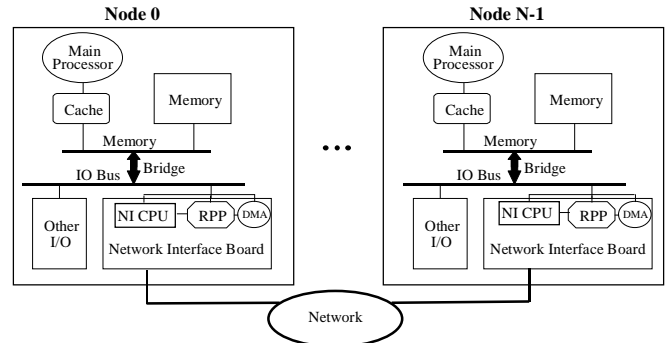 Node 0
Main
Processor
Cache
Memory
Memory
Bridge
IO Bus
Other
I/O
NI CPU
RPP
DMA
Network Interface Board
...
Node N-1
Main
Processor
Cache
Memory
Memory
Bridge
IO Bus
Other
I/O
NI CPU
RPP
DMA
Network Interface Board
Network